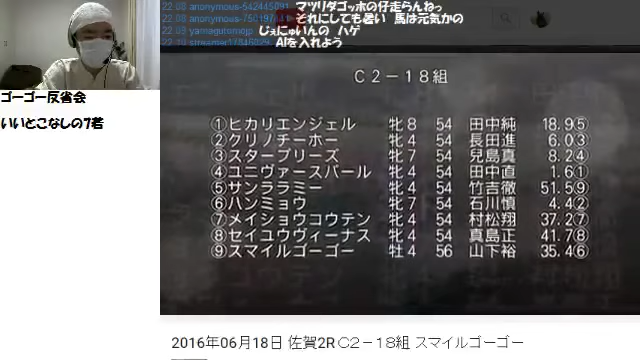 22:08 anonymous-542445091 マツリダゴッホの仔走らんねっ
22:08 それにしても暑い 馬は元気かの
22:09 yamagutomojp じぇにゅいんの ハゲ
22:10 AIを入れよう
ゴーゴー反省会
いいとこなしの7着
C2－18組
①ヒカリエンジェル 牝8 54 田中純 18.9⑤
②クリノチーホー 牝4 54 長田進 6.0③
③スターブリーズ 牝7 54 兒島真 8.2④
④ユニヴァースパール 牝4 54 田中直 1.6①
⑤サンララミー 牝4 54 竹吉徹 51.5⑨
⑥ハンミョウ 牝7 54 石川慎 4.4②
⑦メイショウコウテン 牝4 54 村松翔 37.2⑦
⑧セイユウヴィーナス 牝4 54 真島正 41.7⑧
⑨スマイルゴーゴー 牡4 56 山下裕 35.4⑥
2016年06月18日 佐賀2R C2－18組 スマイルゴーゴー